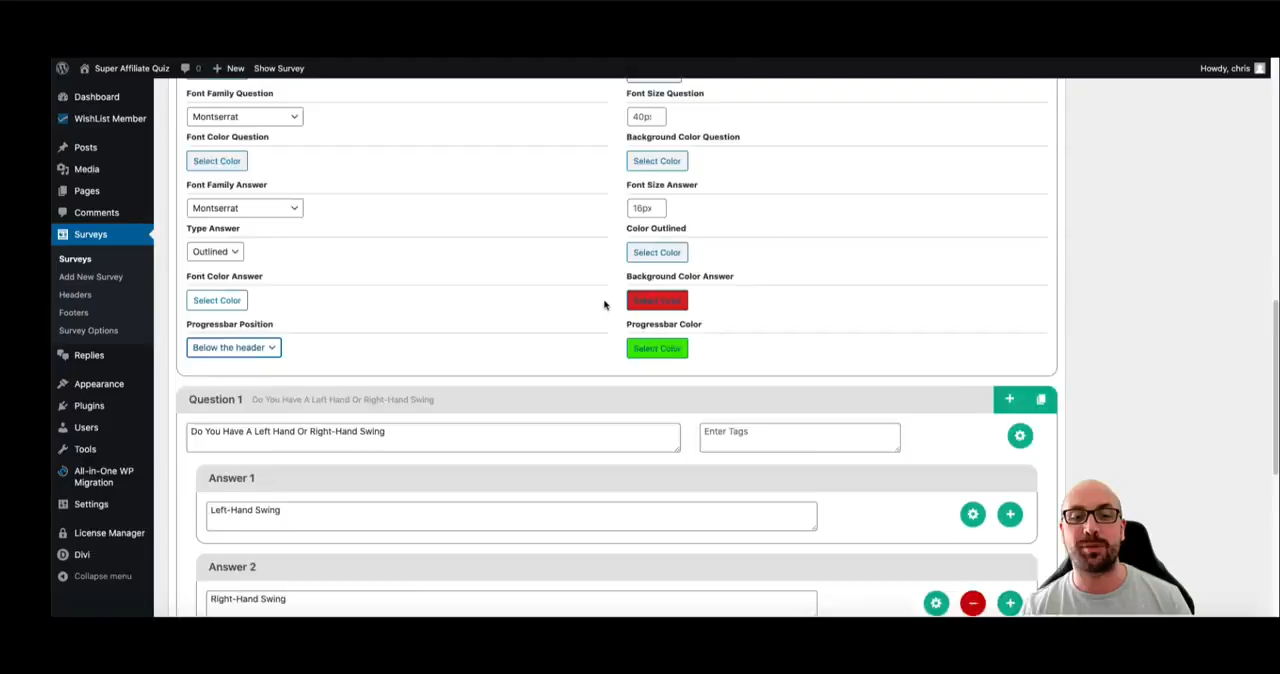 Super Affiliate Quiz 0 New Show Survey Howdy, chris
Dashboard
WishList Member
Posts
Media
Pages
Comments
Surveys
Surveys
Add New Survey
Headers
Footers
Survey Options
Replies
Appearance
Plugins
Users
Tools
All-in-One WP
Migration
Settings
License Manager
Divi
Collapse menu
Font Family Question Font Size Question
Montserrat 40p
Font Color Question Background Color Question
Select Color Select Color
Font Family Answer Font Size Answer
Montserrat 16px
Type Answer Color Outlined
Outlined Select Color
Font Color Answer Background Color Answer
Select Color Select Color
Progressbar Position Progressbar Color
Below the header Select Color
Question 1 Do You Have A Left Hand Or Right-Hand Swing
Do You Have A Left Hand Or Right-Hand Swing Enter Tags
Answer 1
Left-Hand Swing
Answer 2
Right-Hand Swing